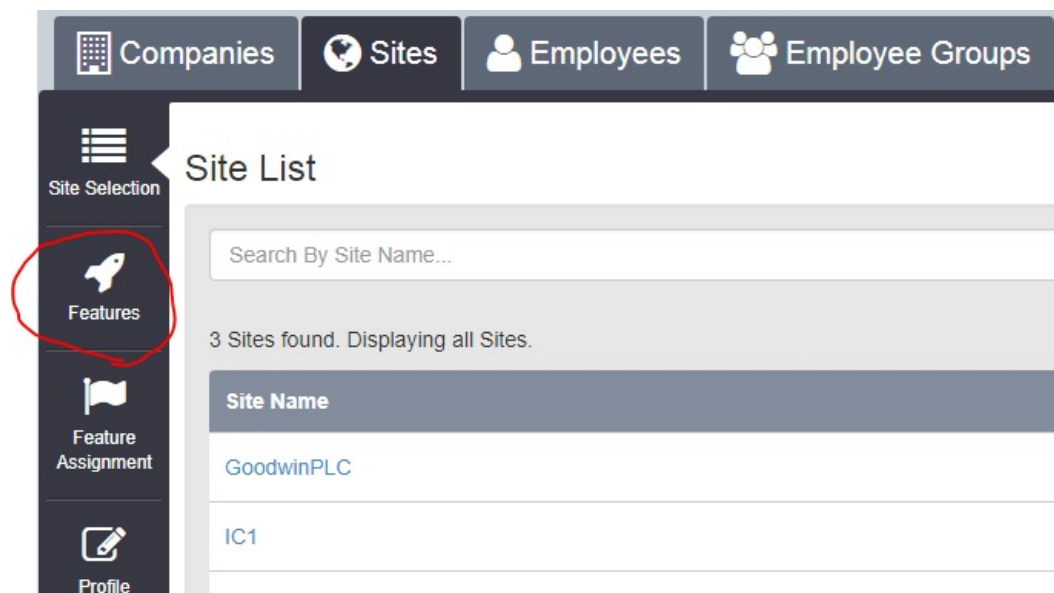 Companies
Sites
Employees
Employee Groups
Site Selection
Features
Feature
Assignment
Profile
Site List
Search By Site Name...
3 Sites found. Displaying all Sites.
Site Name
GoodwinPLC
IC1